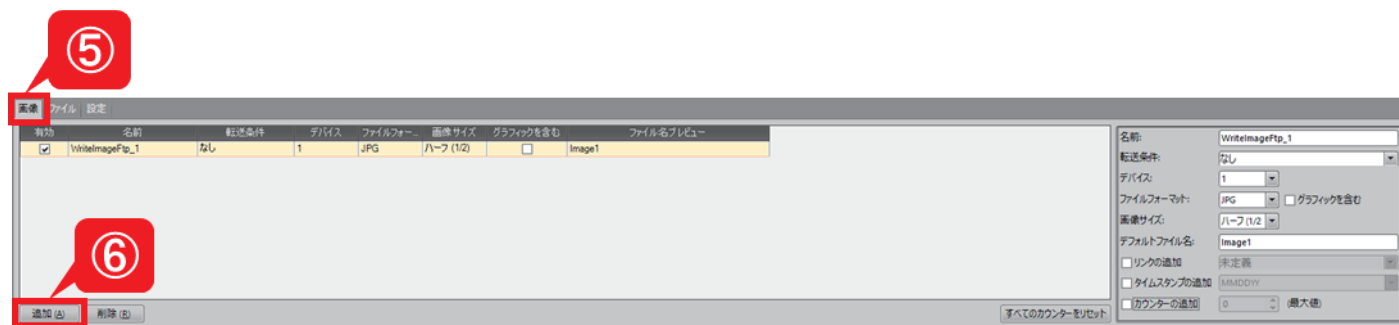 ⑤
画像 ファイル 設定
有効 名前 転送条件 デバイス ファイルフォー... 画像サイズ グラフィックを含む ファイル名プレビュー
WriteImageFtp_1 なし 1 JPG ハーフ (1/2) Image1
名前: WriteImageFtp_1
転送条件: なし
デバイス: 1
ファイルフォーマット: JPG グラフィックを含む
画像サイズ: ハーフ (1/2
デフォルトファイル名: Image1
リンクの追加 未定義
タイムスタンプの追加 MMDDYY
カウンターの追加 0 (最大値)
⑥
追加 (A) 削除 (R) すべてのカウンターをリセット